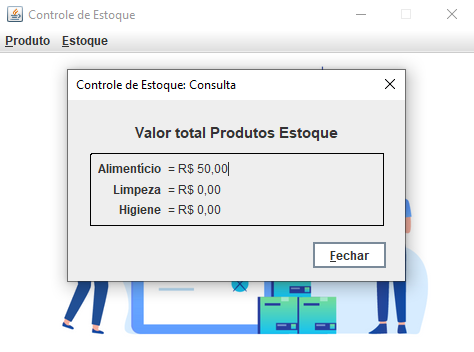 Controle de Estoque
Produto Estoque
Controle de Estoque: Consulta
Valor total Produtos Estoque
Alimentício = R$ 50,00
Limpeza = R$ 0,00
Higiene = R$ 0,00
Fechar